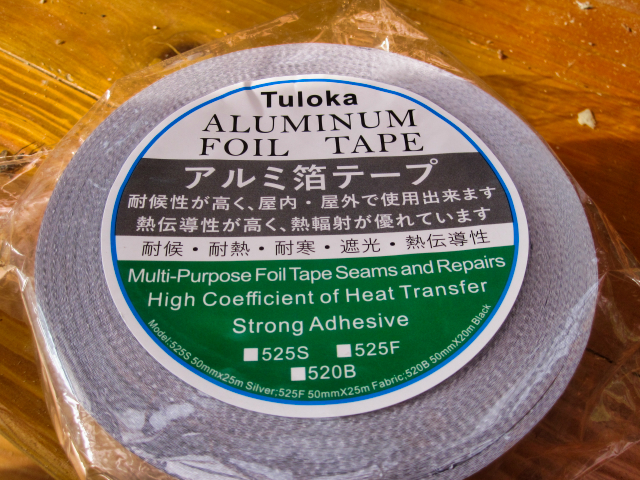 Tuloka
ALUMINUM
FOIL TAPE
アルミ箔テープ
耐候性が高く、屋内・屋外で使用出来ます
熱伝導性が高く、熱輻射が優れています
耐候・耐熱・耐寒・遮光・熱伝導性
Multi-Purpose Foil Tape Seams and Repairs
High Coefficient of Heat Transfer
Strong Adhesive
525S 525F
520B
Model:525S 50mmx25m Silver;525F 50mmX25m Fabric;520B 50mmX20m Black